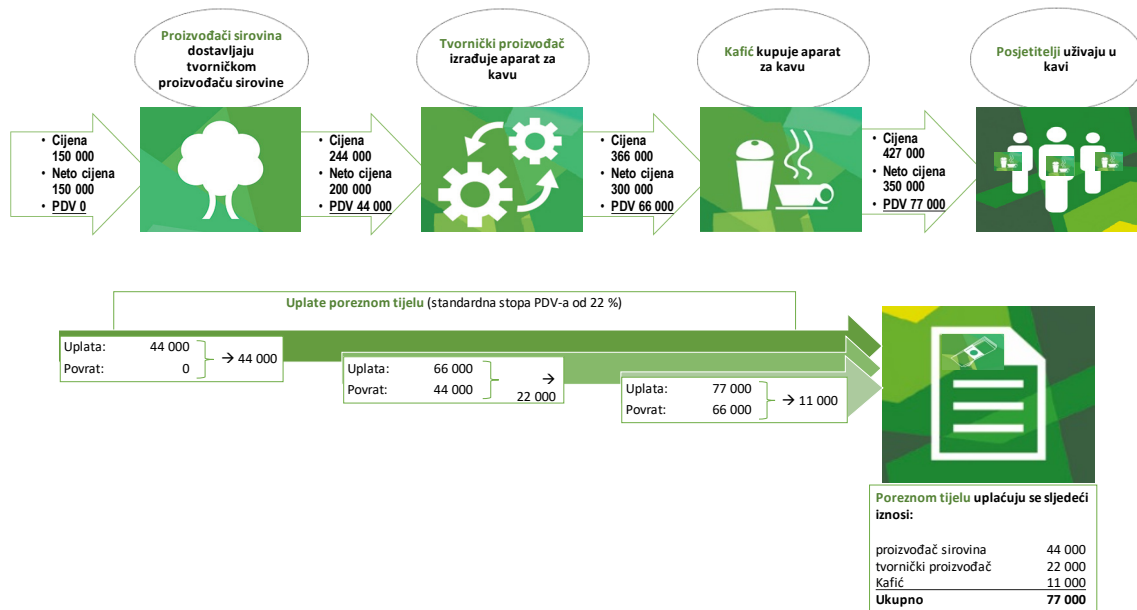 Proizvođači sirovina
dostavljaju
tvorničkom
proizvođaču sirovine
Tvornički proizvođač
izrađuje aparat za
kavu
Kafić kupuje aparat
za kavu
Posjetitelji uživaju u
kavi
• Cijena
150 000
• Neto cijena
150 000
• PDV 0
• Cijena
244 000
• Neto cijena
200 000
• PDV 44 000
• Cijena
366 000
• Neto cijena
300 000
• PDV 66 000
• Cijena
427 000
• Neto cijena
350 000
• PDV 77 000
Uplate poreznom tijelu (standardna stopa PDV-a od 22 %)
Uplata: 44 000
Povrat: 0
→ 44 000
Uplata: 66 000
Povrat: 44 000
→
22 000
Uplata: 77 000
Povrat: 66 000
→ 11 000
Poreznom tijelu uplaćuju se sljedeći
iznosi:
proizvođač sirovina 44 000
tvornički proizvođač 22 000
Kafić 11 000
Ukupno 77 000